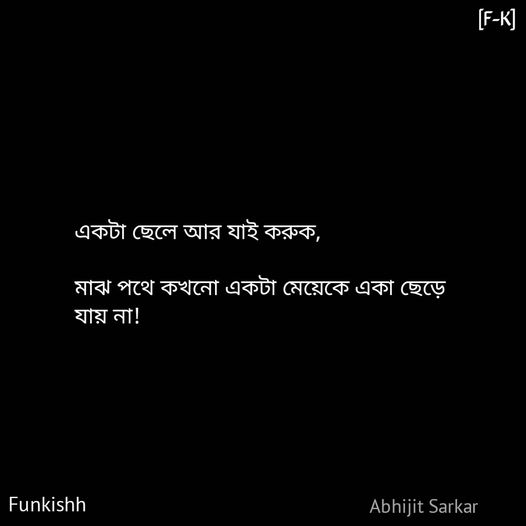 [F-K]
একটা ছেলে আর যাই করুক,
মাঝ পথে কখনো একটা মেয়েকে একা ছেড়ে
যায় না!
Funkishh
Abhijit Sarkar